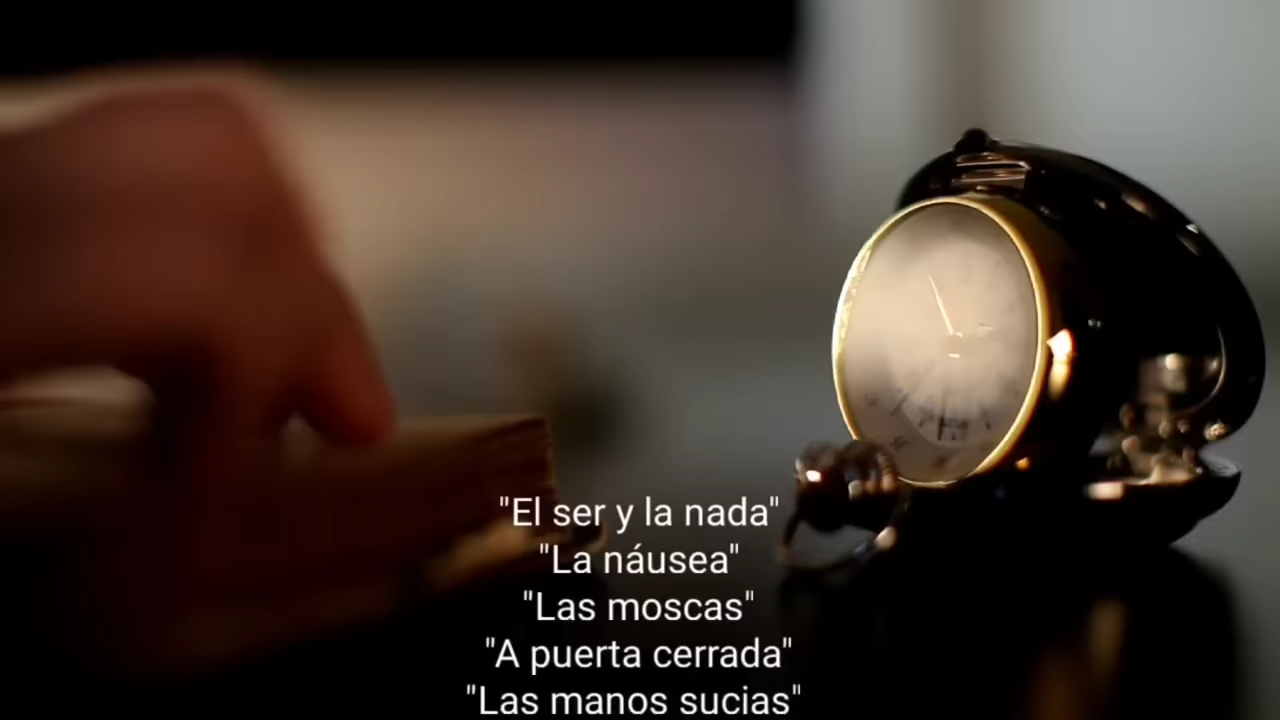 "El ser y la nada"
"La náusea"
"Las moscas"
"A puerta cerrada"
"Las manos sucias"